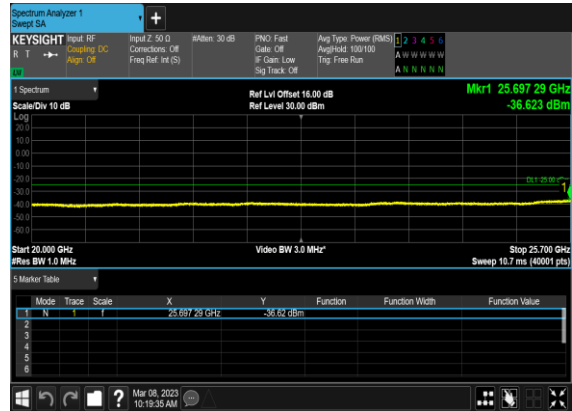 Spectrum Analyzer 1
Swept SA
+
KEYSIGHT Input: RF Input Z: 50 Ω #Atten: 30 dB PNO: Fast Avg Type: Power (RMS) 1 2 3 4 5 6
R T Coupling: DC Corrections: Off Gate: Off Avg|Hold: 100/100 A W W W W W
Align: Off Freq Ref: Int (S) IF Gain: Low Trig: Free Run
Sig Track: Off A N N N N N
1 Spectrum Ref Lvl Offset 16.00 dB Mkr1 25.697 29 GHz
Scale/Div 10 dB Ref Level 30.00 dBm -36.623 dBm
Log
20.0
10.0
0.00
-10.0
-20.0
DL1 -25.00
-30.0
1
-40.0
-50.0
-60.0
Start 20.000 GHz Video BW 3.0 MHz* Stop 25.700 GHz
#Res BW 1.0 MHz Sweep 10.7 ms (40001 pts)
5 Marker Table
Mode Trace Scale X Y Function Function Width Function Value
1 N 1 f 25.697 29 GHz -36.62 dBm
2
3
4
5
6
? Mar 08, 2023
10:19:35 AM